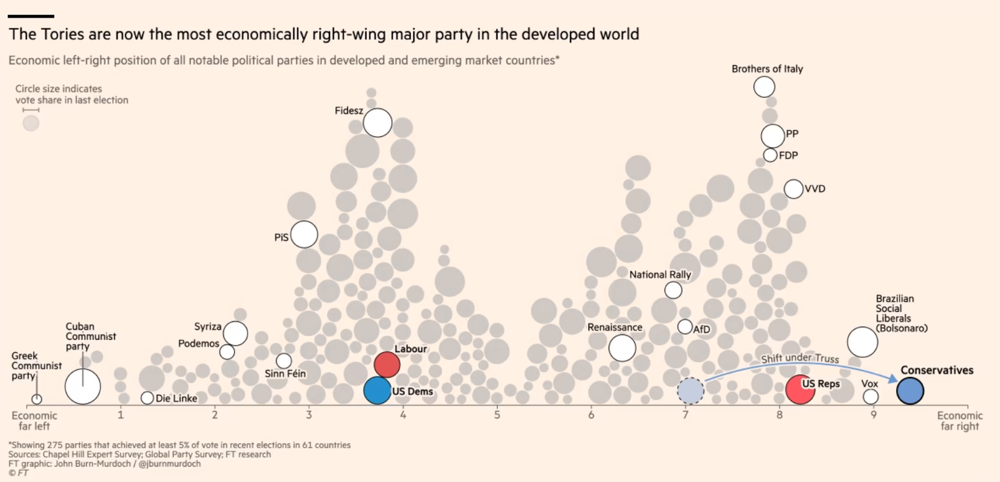 The Tories are now the most economically right-wing major party in the developed world
Economic left-right position of all notable political parties in developed and emerging market countries*
Circle size indicates
vote share in last election
Brothers of Italy
Fidesz
PP
FDP
VVD
PiS
National Rally
Brazilian
Social
Liberals
(Bolsonaro)
Syriza
Podemos
Cuban
Communist
party
Renaissance
AfD
Greek
Communist
party
Labour
Sinn Féin
Shift under Truss
Conservatives
US Dems
US Reps
Vox
Die Linke
Economic
far left
1
2
3
4
5
6
7
8
9
Economic
far right
*Showing 275 parties that achieved at least 5% of vote in recent elections in 61 countries
Sources: Chapel Hill Expert Survey; Global Party Survey; FT research
FT graphic: John Burn-Murdoch / @jburnmurdoch
© FT